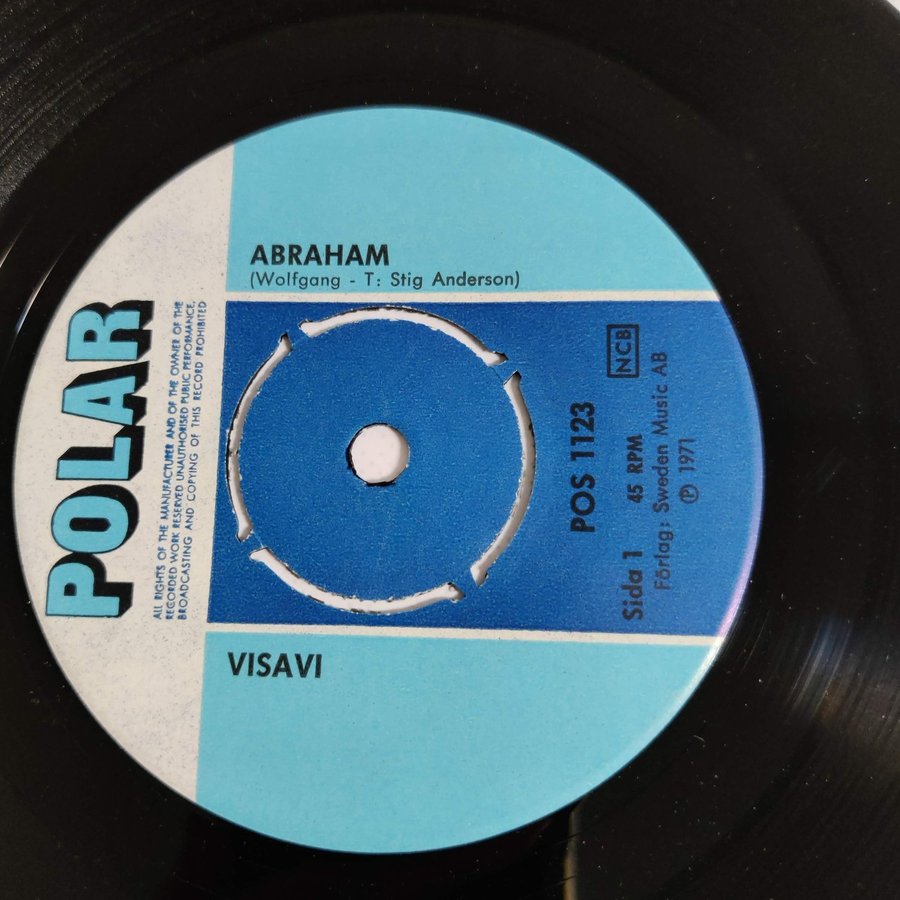 POLAR
ALL RIGHTS OF THE MANUFACTURER AND OF THE OWNER OF THE
RECORDED WORK RESERVED UNAUTHORISED PUBLIC PERFORMANCE,
BROADCASTING AND COPYING OF THIS RECORD PROHIBITED
ABRAHAM
(Wolfgang - T: Stig Anderson)
NCB
POS 1123
Sida 1 45 RPM
Förlag: Sweden Music AB
Ⓟ 1971
VISAVI